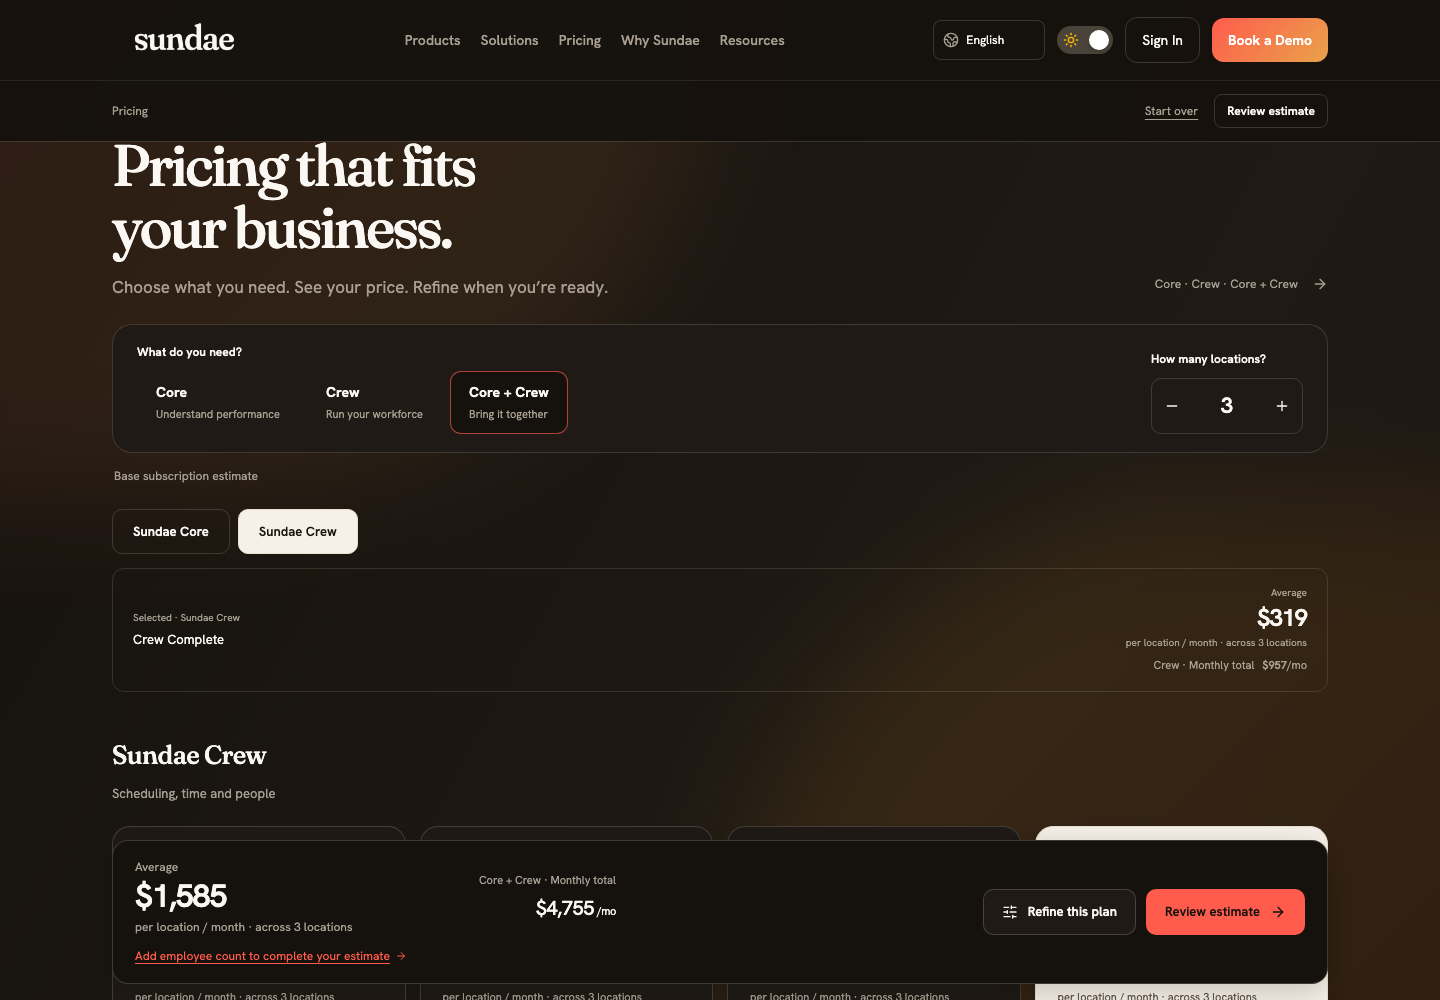 sundae
Products
Solutions
Pricing
Why Sundae
Resources
English
Sign In
Book a Demo
Pricing
Start over
Review estimate
Pricing that fits
your business.
Choose what you need. See your price. Refine when you’re ready.
Core · Crew · Core + Crew
What do you need?
Core
Understand performance
Crew
Run your workforce
Core + Crew
Bring it together
How many locations?
3
Base subscription estimate
Sundae Core
Sundae Crew
Selected · Sundae Crew
Crew Complete
Average
$319
per location / month · across 3 locations
Crew · Monthly total $957/mo
Sundae Crew
Scheduling, time and people
Average
$1,585
per location / month · across 3 locations
Add employee count to complete your estimate
Core + Crew · Monthly total
$4,755 /mo
Refine this plan
Review estimate
per location / month · across 3 locations
per location / month · across 3 locations
per location / month · across 3 locations
per location / month · across 3 locations